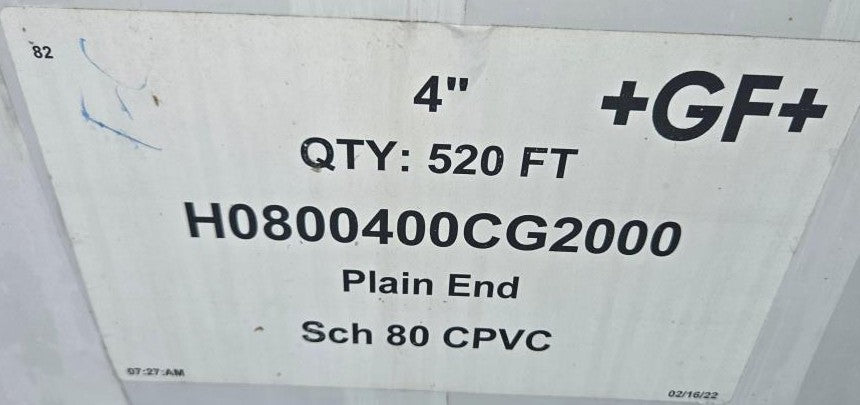 82
4"
+GF+
QTY: 520 FT
H0800400CG2000
Plain End
Sch 80 CPVC
07:27:AM
02/16/22